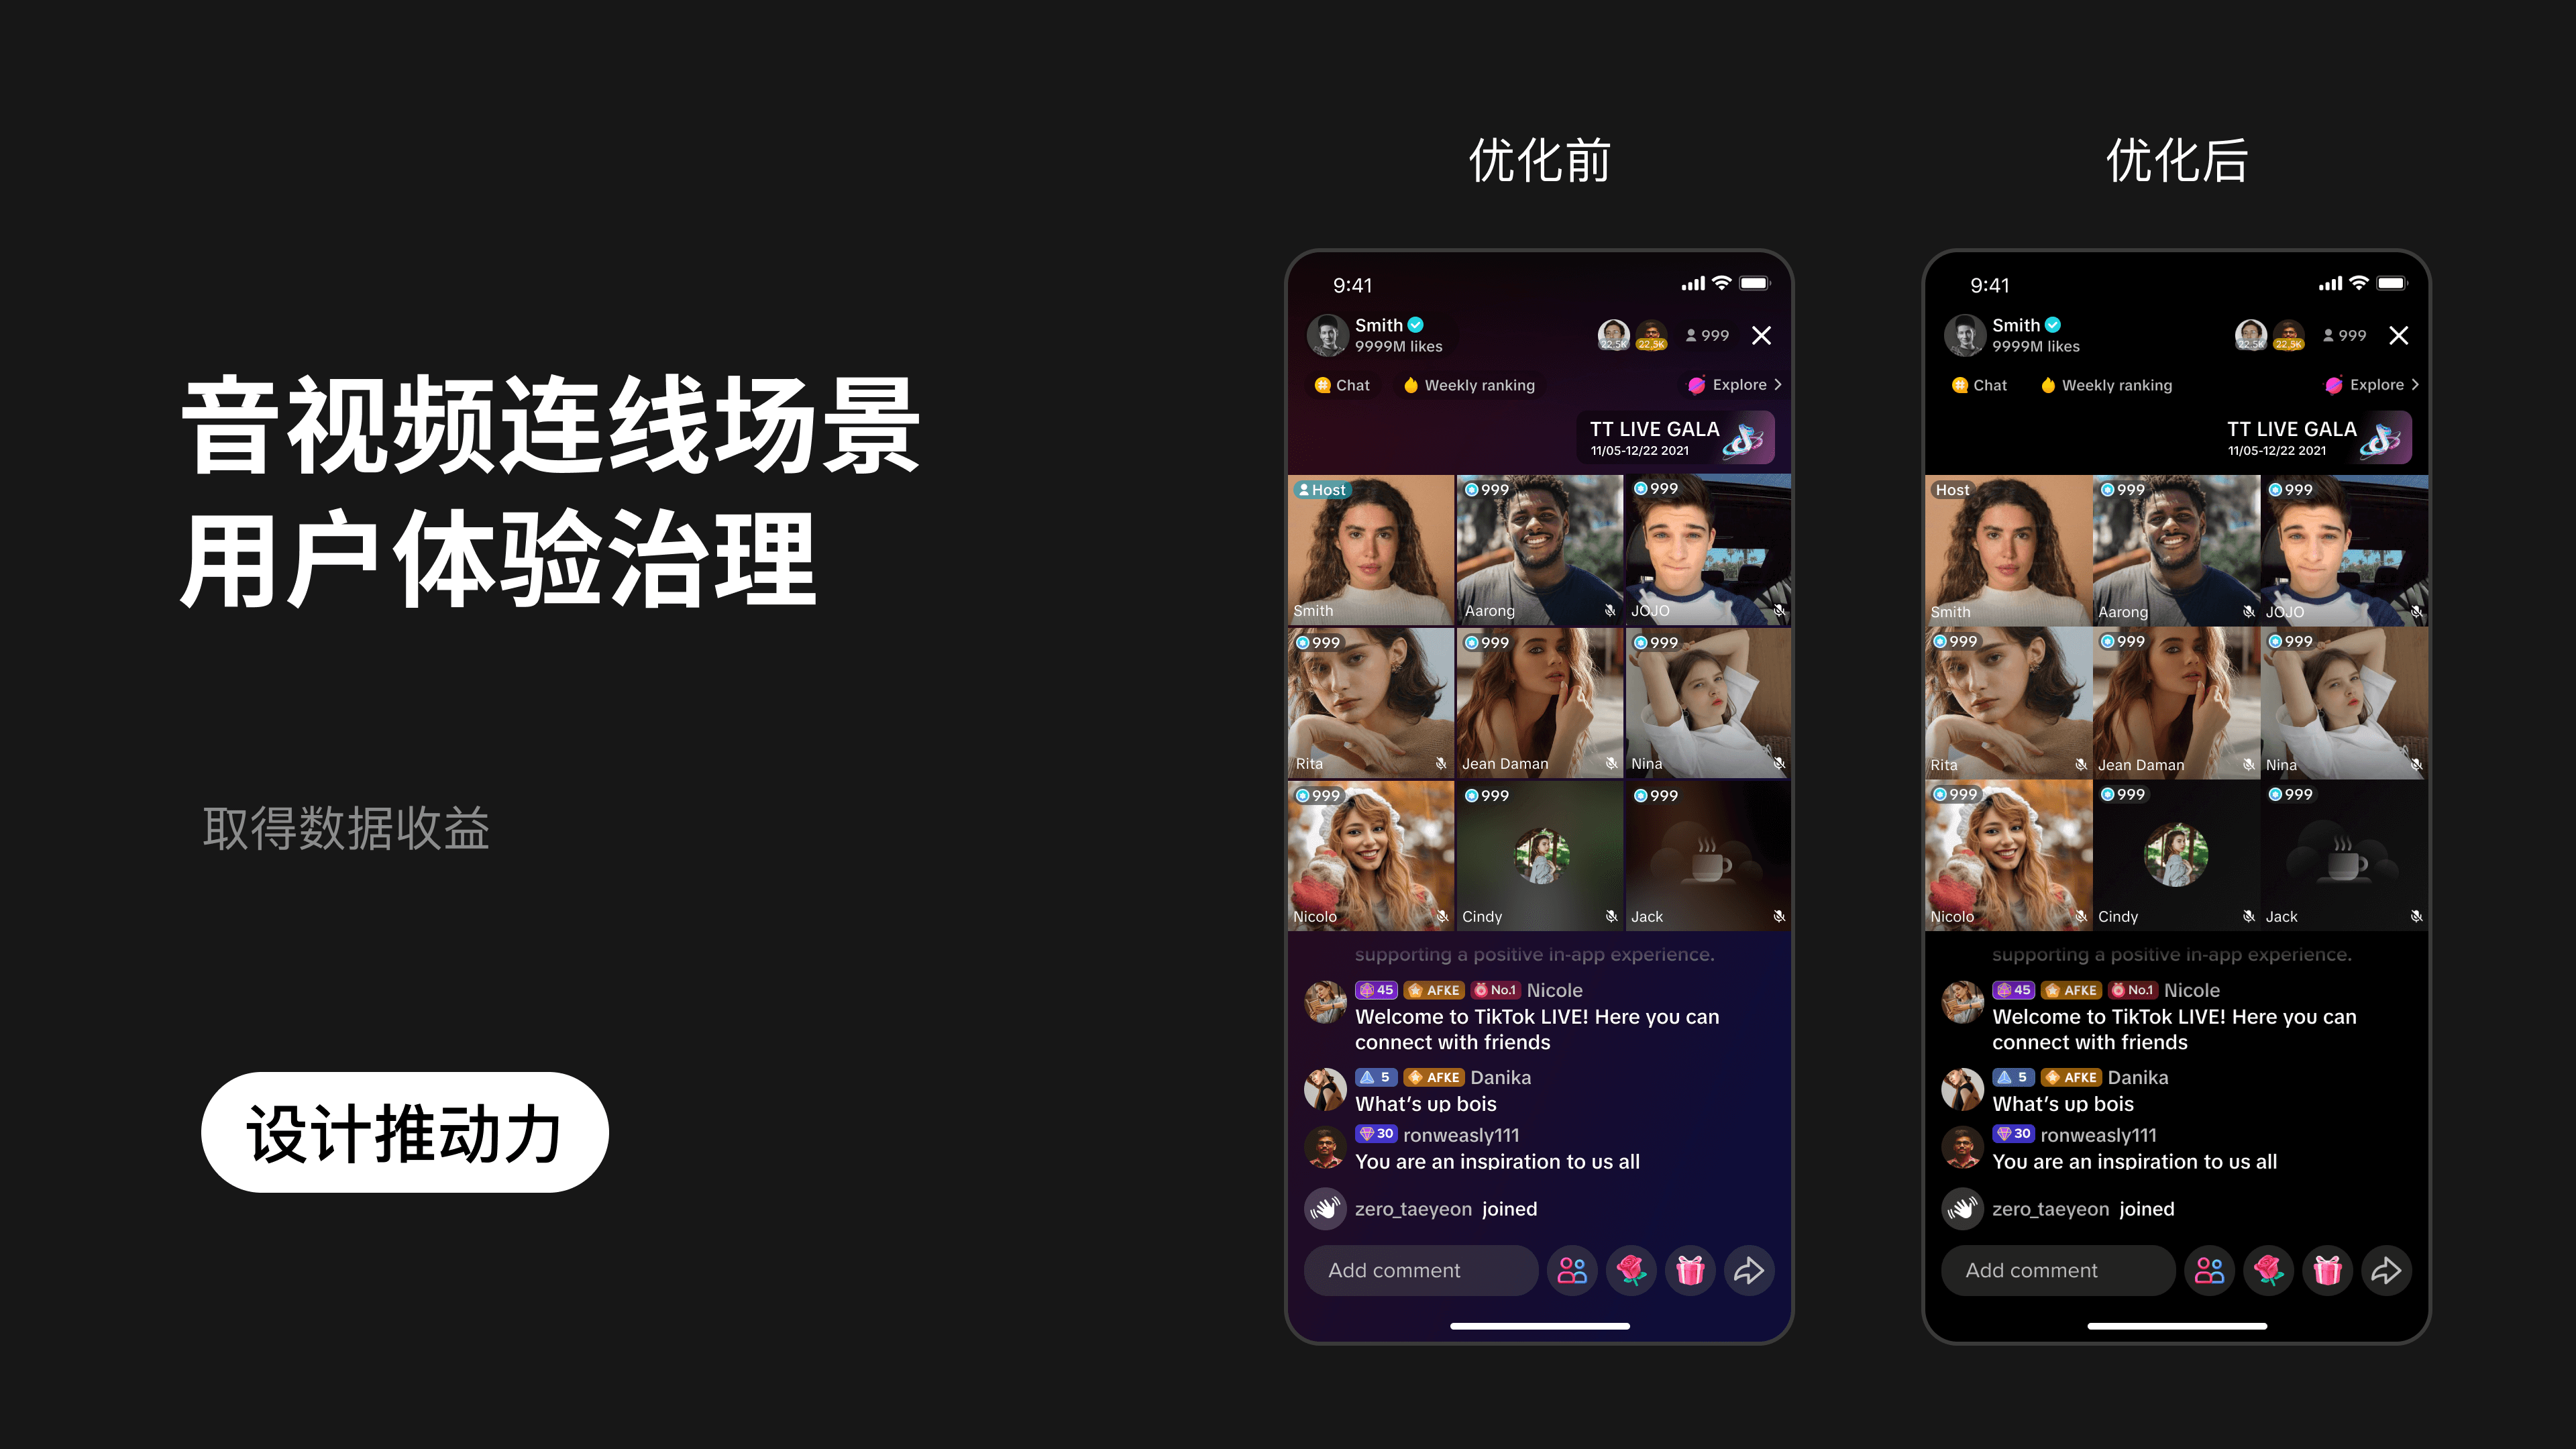 音视频连线场景
用户体验治理
取得数据收益
设计推动力
优化前
9:41
Smith
9999M likes
22.5K
22.5K
999
Chat
Weekly ranking
Explore
TT LIVE GALA
11/05-12/22 2021
Host
999
999
Smith
Aarong
JOJO
999
999
999
Rita
Jean Daman
Nina
999
999
999
Nicolo
Cindy
Jack
supporting a positive in-app experience.
45 AFKE No.1 Nicole
Welcome to TikTok LIVE! Here you can
connect with friends
5 AFKE Danika
What's up bois
30 ronweasly111
You are an inspiration to us all
zero_taeyeon joined
Add comment
优化后
9:41
Smith
9999M likes
22.5K
22.5K
999
Chat
Weekly ranking
Explore
TT LIVE GALA
11/05-12/22 2021
Host
999
999
Smith
Aarong
JOJO
999
999
999
Rita
Jean Daman
Nina
999
999
999
Nicolo
Cindy
Jack
supporting a positive in-app experience.
45 AFKE No.1 Nicole
Welcome to TikTok LIVE! Here you can
connect with friends
5 AFKE Danika
What's up bois
30 ronweasly111
You are an inspiration to us all
zero_taeyeon joined
Add comment